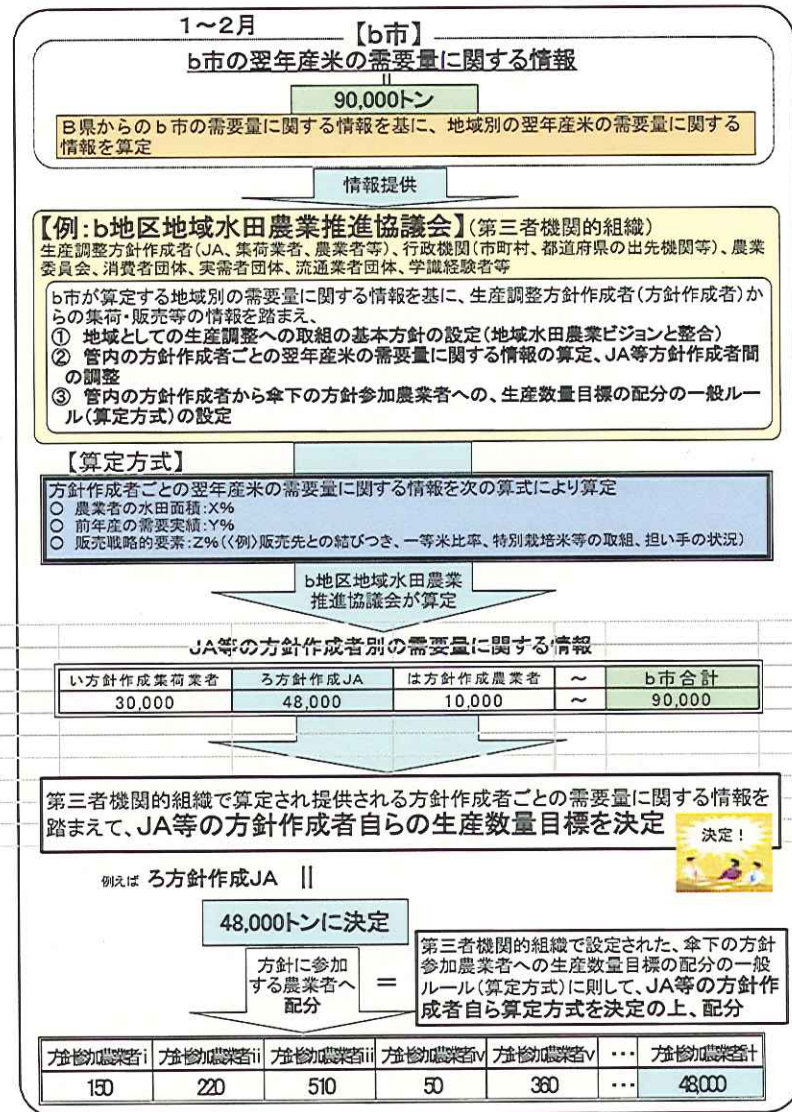 1～2月
【b市】
b市の翌年産米の需要量に関する情報
＝
90,000トン
B県からのb市の需要量に関する情報を基に、地域別の翌年産米の需要量に関する
情報を算定
情報提供
【例：b地区地域水田農業推進協議会】(第三者機関的組織)
生産調整方針作成者(JA、集荷業者、農業者等)、行政機関(市町村、都道府県の出先機関等)、農業
委員会、消費者団体、実需者団体、流通業者団体、学識経験者等
b市が算定する地域別の需要量に関する情報を基に、生産調整方針作成者(方針作成者)か
らの集荷・販売等の情報を踏まえ、
① 地域としての生産調整への取組の基本方針の設定(地域水田農業ビジョンと整合)
② 管内の方針作成者ごとの翌年産米の需要量に関する情報の算定、JA等方針作成者間
の調整
③ 管内の方針作成者から傘下の方針参加農業者への、生産数量目標の配分の一般ルー
ル(算定方式)の設定
【算定方式】
方針作成者ごとの翌年産米の需要量に関する情報を次の算式により算定
○ 農業者の水田面積：X%
○ 前年産の需要実績：Y%
○ 販売戦略的要素：Z%(〈例〉販売先との結びつき、一等米比率、特別栽培米等の取組、担い手の状況)
b地区地域水田農業
推進協議会が算定
JA等の方針作成者別の需要量に関する情報
い方針作成集荷業者 ろ方針作成JA は方針作成農業者 ～ b市合計
30,000 48,000 10,000 ～ 90,000
第三者機関的組織で算定され提供される方針作成者ごとの需要量に関する情報を
踏まえて、JA等の方針作成者自らの生産数量目標を決定
決定！
例えば ろ方針作成JA ＝
48,000トンに決定
方針に参加
する農業者へ
配分
＝
第三者機関的組織で設定された、傘下の方針
参加農業者への生産数量目標の配分の一般
ルール(算定方式)に則して、JA等の方針作
成者自ら算定方式を決定の上、配分
方針参加農業者i 方針参加農業者ii 方針参加農業者iii 方針参加農業者iv 方針参加農業者v … 方針参加農業者計
150 220 510 50 360 … 48,000